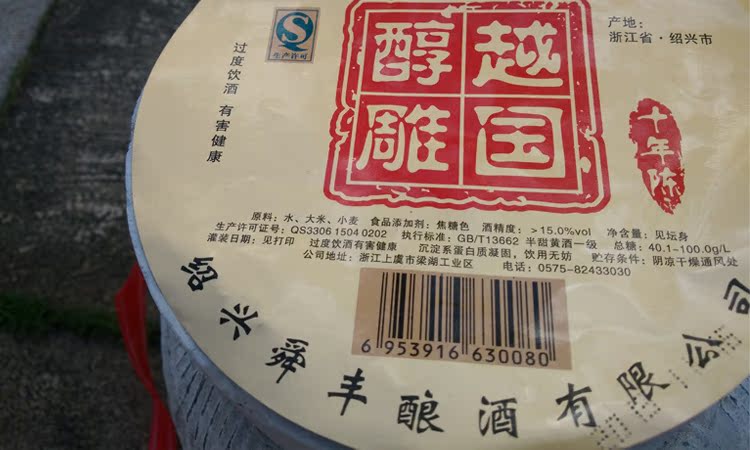 生产许可
产地:
浙江省·绍兴市
过度饮酒 有害健康
越国
醇雕
十年陈
原料:水、大米、小麦 食品添加剂:焦糖色 酒精度:>15.0%vol 净含量:见坛身
生产许可证号:QS3306 1504 0202 执行标准:GB/T13662 半甜黄酒一级 总糖:40.1-100.0g/L
灌装日期:见打印 过度饮酒有害健康 沉淀系蛋白质凝固,饮用无妨 贮存条件:阴凉干燥通风处
公司地址:浙江上虞市梁湖工业区 电话:0575-82433030
6 953916 630080
绍兴舜丰酿酒有限公司